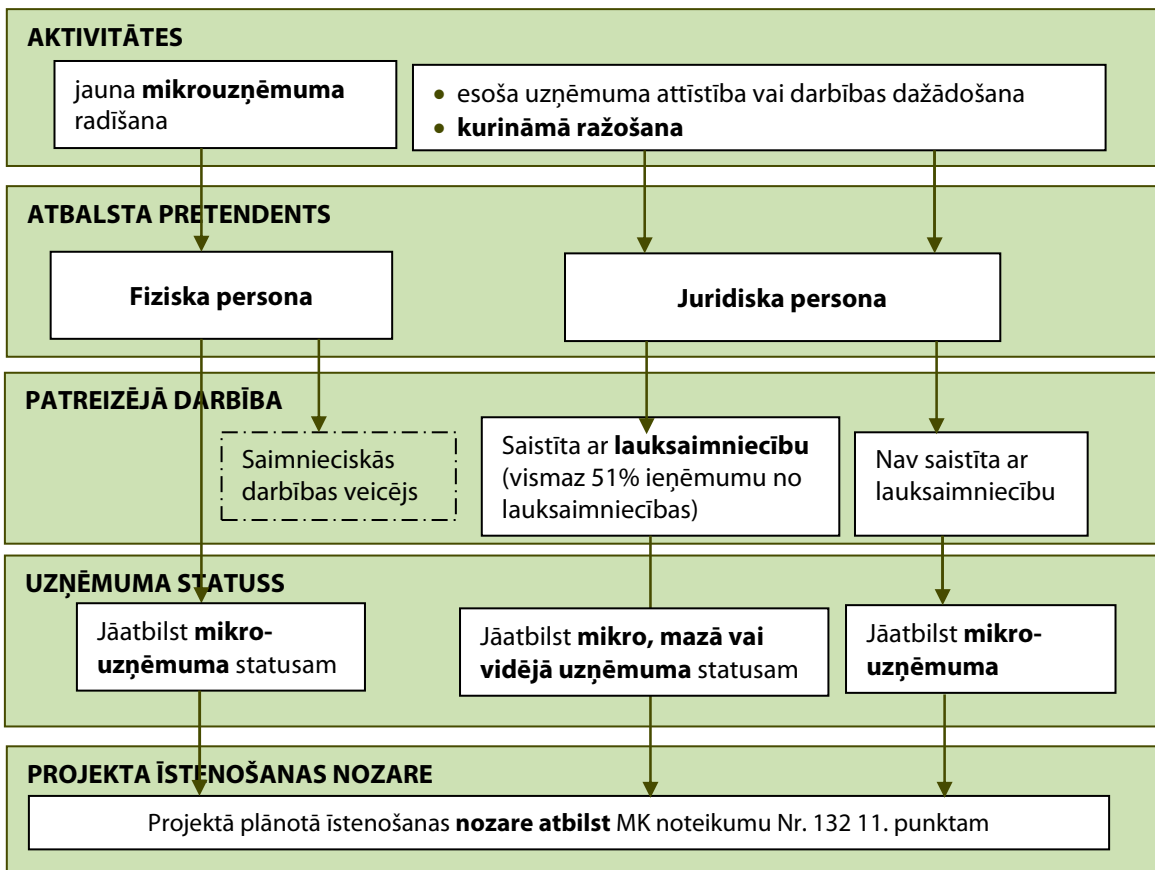 AKTIVITĀTES
jauna mikrouzņēmuma
radīšana
• esoša uzņēmuma attīstība vai darbības dažādošana
• kurināmā ražošana
ATBALSTA PRETENDENTS
Fiziska persona
Juridiska persona
PATREIZĒJĀ DARBĪBA
Saimnieciskās
darbības veicējs
Saistīta ar lauksaimniecību
(vismaz 51% ieņēmumu no
lauksaimniecības)
Nav saistīta ar
lauksaimniecību
UZŅĒMUMA STATUSS
Jāatbilst mikro-
uzņēmuma statusam
Jāatbilst mikro, mazā vai
vidējā uzņēmuma statusam
Jāatbilst mikro-
uzņēmuma
PROJEKTA ĪSTENOŠANAS NOZARE
Projektā plānotā īstenošanas nozare atbilst MK noteikumu Nr. 132 11. punktam